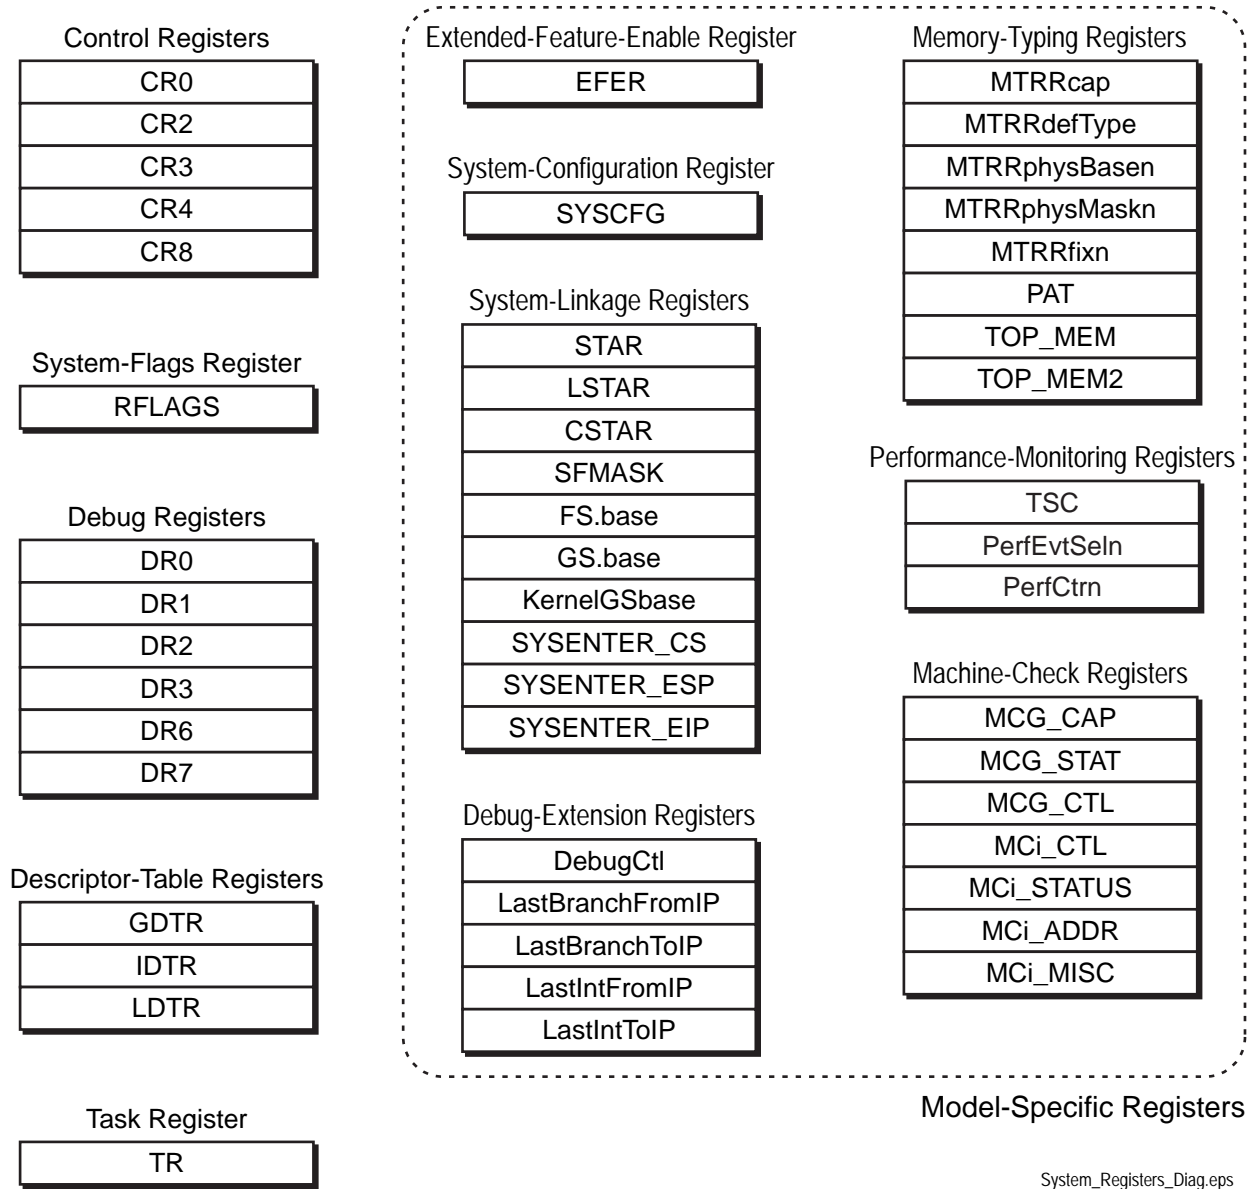 Control Registers
CR0
CR2
CR3
CR4
CR8
System-Flags Register
RFLAGS
Debug Registers
DR0
DR1
DR2
DR3
DR6
DR7
Descriptor-Table Registers
GDTR
IDTR
LDTR
Task Register
TR
Extended-Feature-Enable Register
EFER
System-Configuration Register
SYSCFG
System-Linkage Registers
STAR
LSTAR
CSTAR
SFMASK
FS.base
GS.base
KernelGSbase
SYSENTER_CS
SYSENTER_ESP
SYSENTER_EIP
Debug-Extension Registers
DebugCtl
LastBranchFromIP
LastBranchToIP
LastIntFromIP
LastIntToIP
Memory-Typing Registers
MTRRcap
MTRRdefType
MTRRphysBasen
MTRRphysMaskn
MTRRfixn
PAT
TOP_MEM
TOP_MEM2
Performance-Monitoring Registers
TSC
PerfEvtSeln
PerfCtrn
Machine-Check Registers
MCG_CAP
MCG_STAT
MCG_CTL
MCi_CTL
MCi_STATUS
MCi_ADDR
MCi_MISC
Model-Specific Registers
System_Registers_Diag.eps